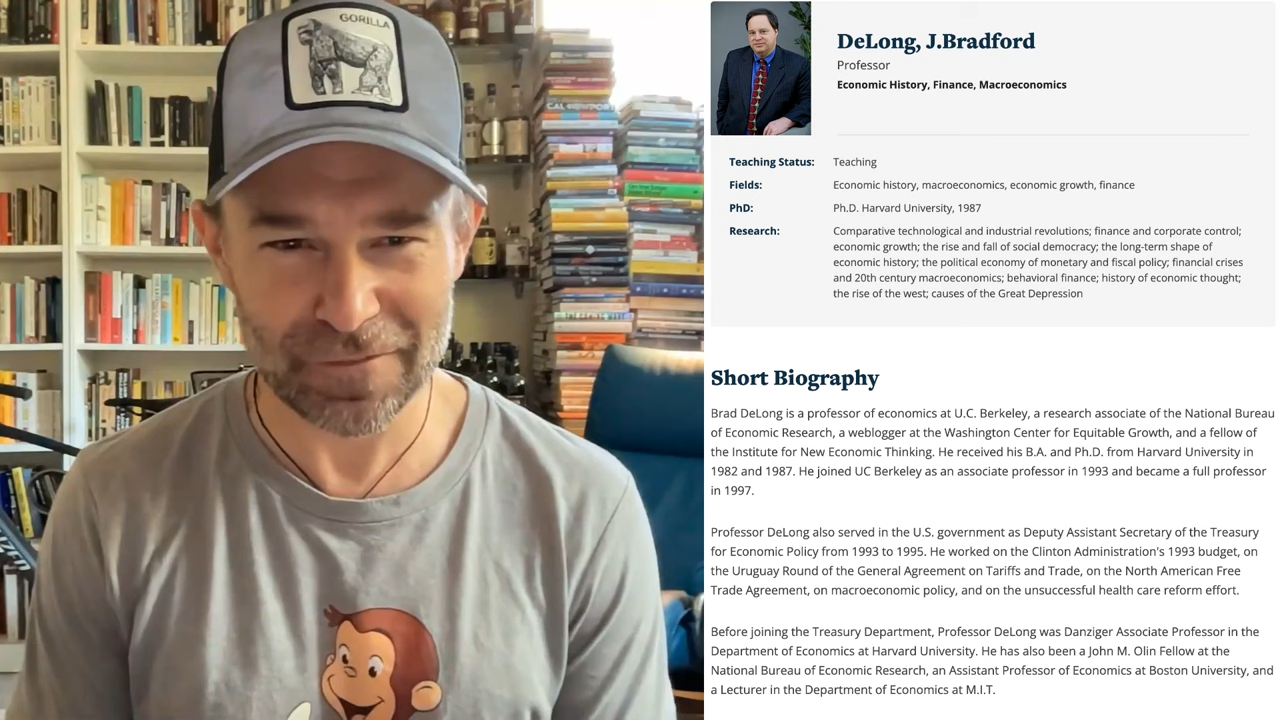 GORILLA
CAL NEWPORT
DeLong, J.Bradford
Professor
Economic History, Finance, Macroeconomics
Teaching Status: Teaching
Fields: Economic history, macroeconomics, economic growth, finance
PhD: Ph.D. Harvard University, 1987
Research: Comparative technological and industrial revolutions; finance and corporate control;
economic growth; the rise and fall of social democracy; the long-term shape of
economic history; the political economy of monetary and fiscal policy; financial crises
and 20th century macroeconomics; behavioral finance; history of economic thought;
the rise of the west; causes of the Great Depression
Short Biography
Brad DeLong is a professor of economics at U.C. Berkeley, a research associate of the National Bureau
of Economic Research, a weblogger at the Washington Center for Equitable Growth, and a fellow of
the Institute for New Economic Thinking. He received his B.A. and Ph.D. from Harvard University in
1982 and 1987. He joined UC Berkeley as an associate professor in 1993 and became a full professor
in 1997.
Professor DeLong also served in the U.S. government as Deputy Assistant Secretary of the Treasury
for Economic Policy from 1993 to 1995. He worked on the Clinton Administration's 1993 budget, on
the Uruguay Round of the General Agreement on Tariffs and Trade, on the North American Free
Trade Agreement, on macroeconomic policy, and on the unsuccessful health care reform effort.
Before joining the Treasury Department, Professor DeLong was Danziger Associate Professor in the
Department of Economics at Harvard University. He has also been a John M. Olin Fellow at the
National Bureau of Economic Research, an Assistant Professor of Economics at Boston University, and
a Lecturer in the Department of Economics at M.I.T.